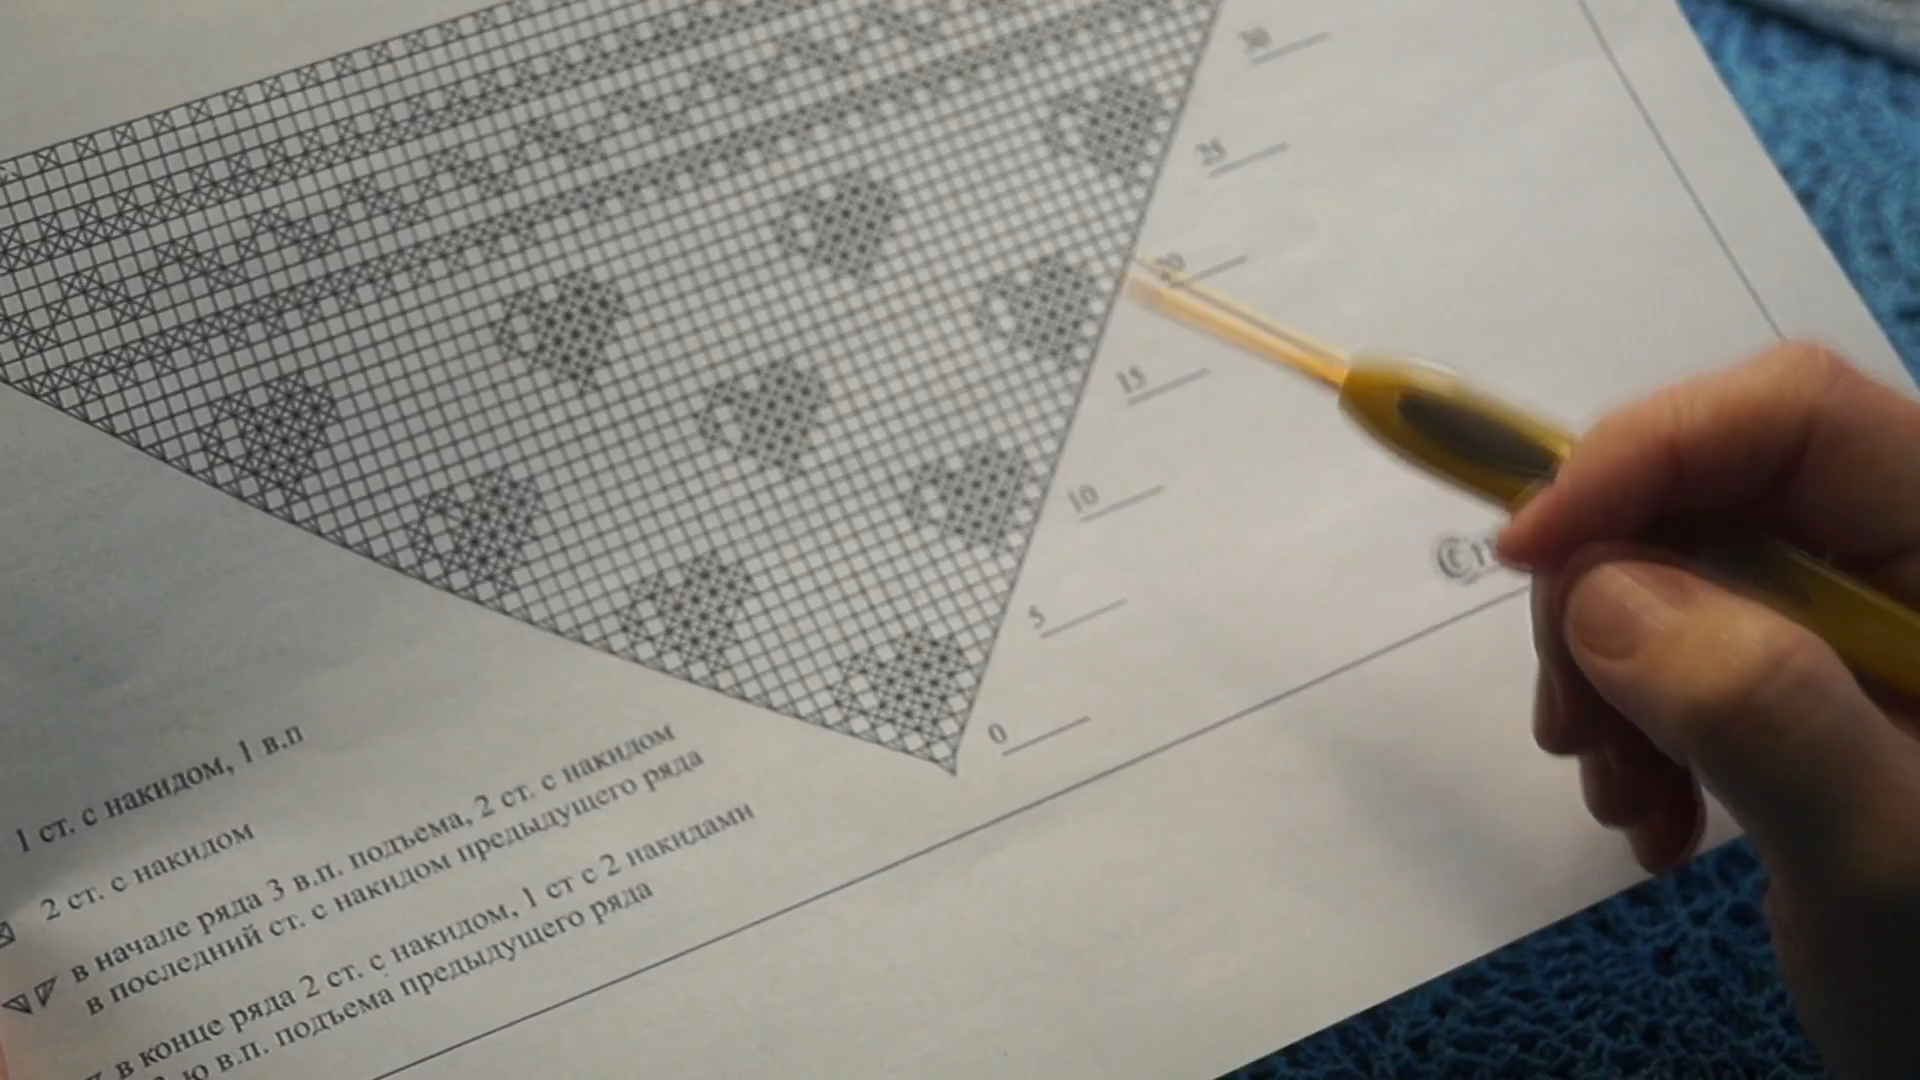 30
25
20
15
10
5
0
©
1 ст. с накидом, 1 в.п
2 ст. с накидом
в начале ряда 3 в.п. подъема, 2 ст. с накидом
в последний ст. с накидом предыдущего ряда
в конце ряда 2 ст. с накидом, 1 ст с 2 накидами
ю в.п. подъема предыдущего ряда